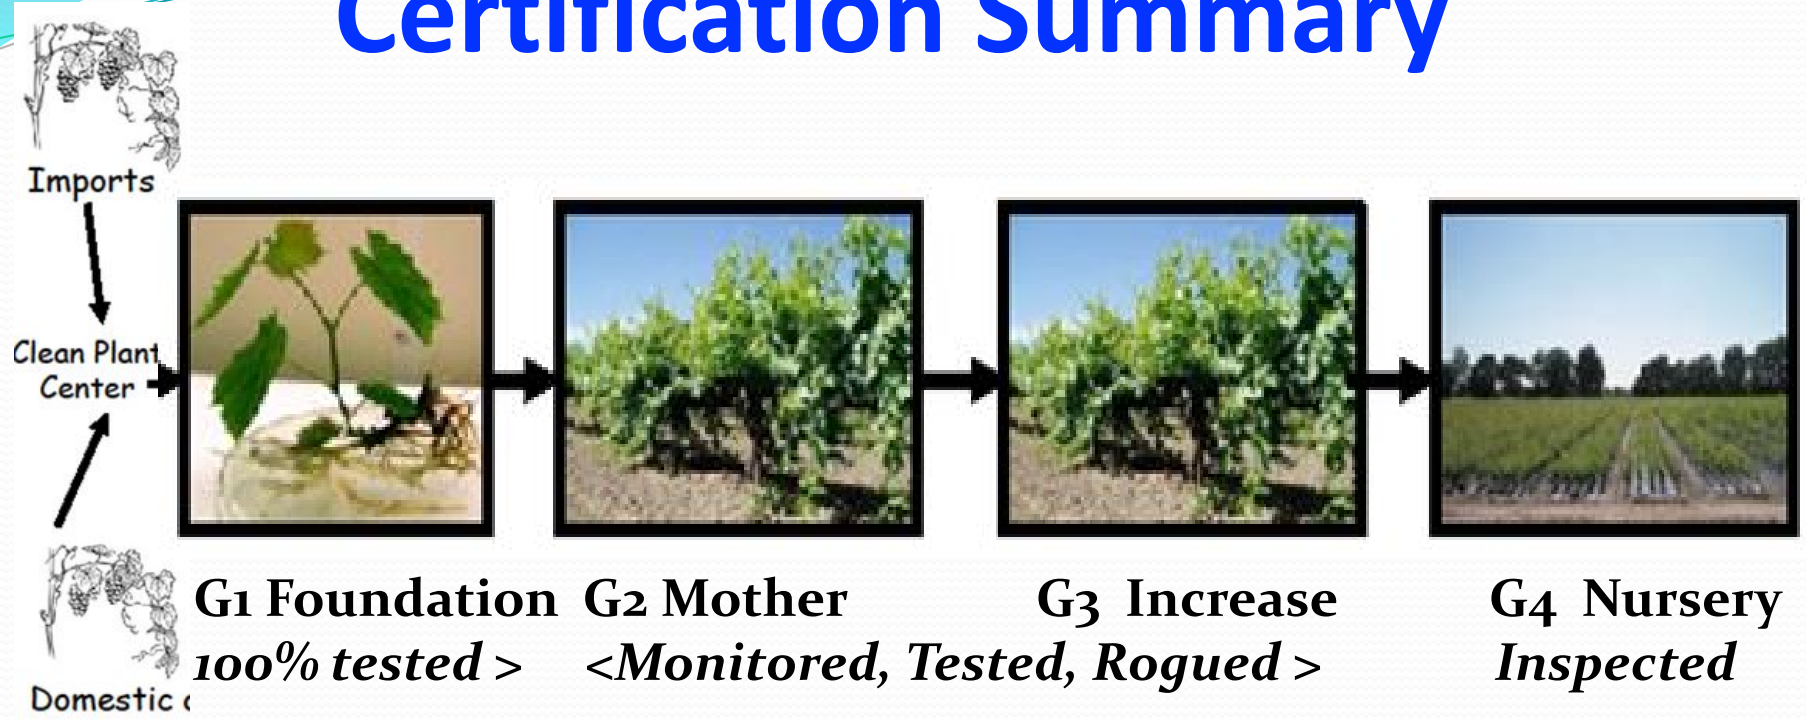 Certification Summary
Imports
Clean Plant
Center
Domestic
G1 Foundation G2 Mother G3 Increase G4 Nursery
100% tested > <Monitored, Tested, Rogued > Inspected